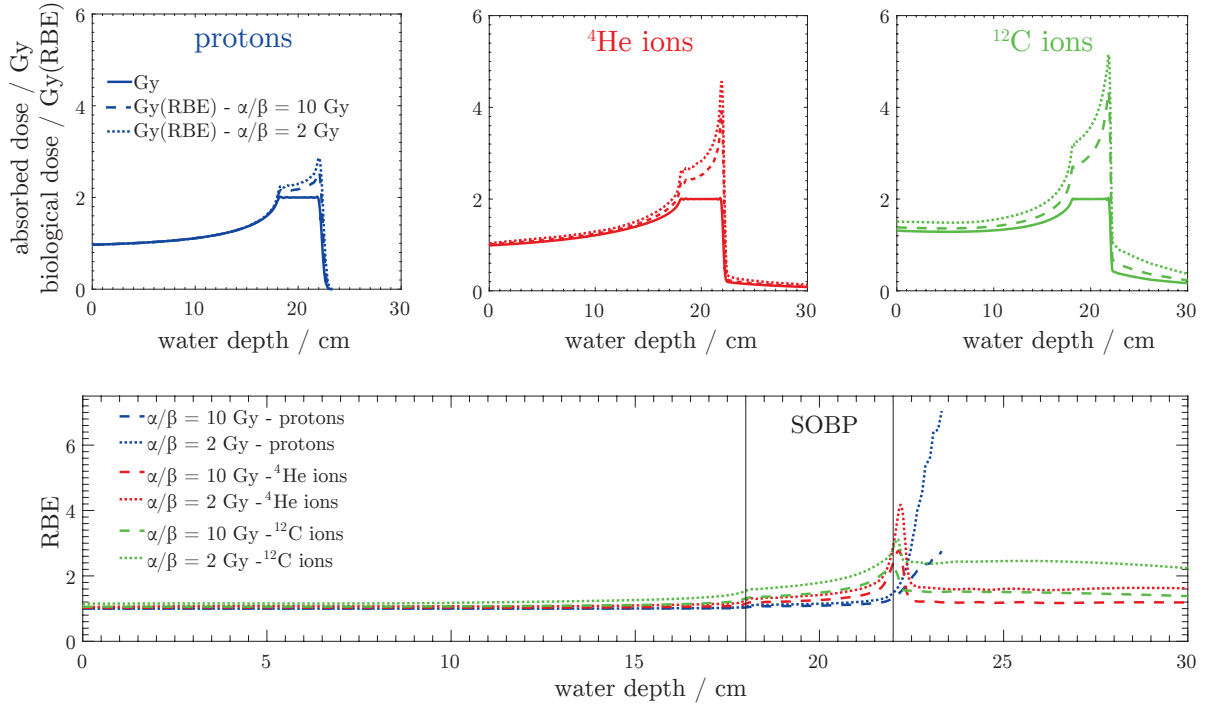 absorbed dose / Gy
biological dose / Gy(RBE)
6
4
2
0
protons
Gy
Gy(RBE) - α/β = 10 Gy
Gy(RBE) - α/β = 2 Gy
0 10 20 30
water depth / cm
6
4
2
0
⁴He ions
0 10 20 30
water depth / cm
6
4
2
0
¹²C ions
0 10 20 30
water depth / cm
RBE
6
4
2
0
α/β = 10 Gy - protons
α/β = 2 Gy - protons
α/β = 10 Gy -⁴He ions
α/β = 2 Gy -⁴He ions
α/β = 10 Gy -¹²C ions
α/β = 2 Gy -¹²C ions
SOBP
0 5 10 15 20 25 30
water depth / cm